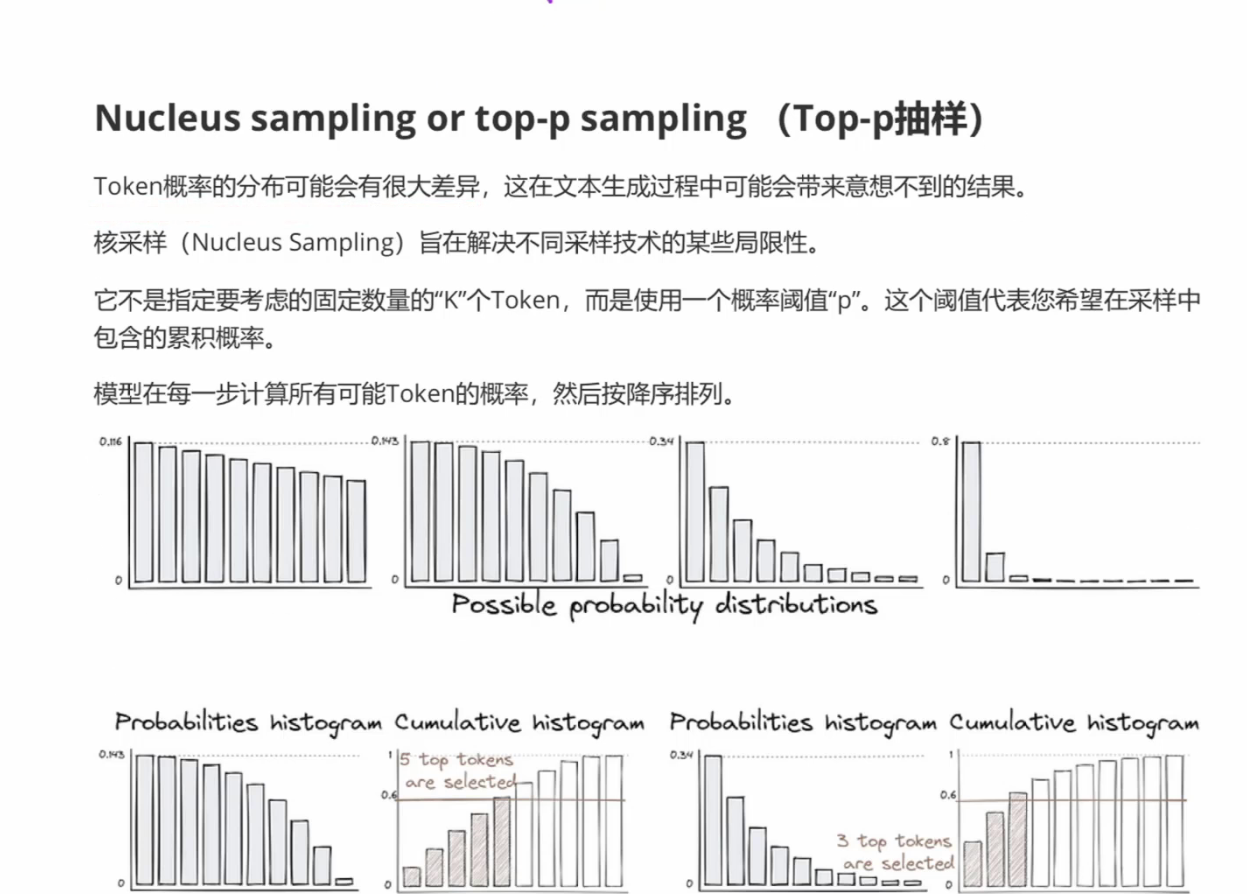 Nucleus sampling or top-p sampling （Top-p抽样）
Token概率的分布可能会有很大差异，这在文本生成过程中可能会带来意想不到的结果。
核采样（Nucleus Sampling）旨在解决不同采样技术的某些局限性。
它不是指定要考虑的固定数量的“K”个Token，而是使用一个概率阈值“p”。这个阈值代表您希望在采样中
包含的累积概率。
模型在每一步计算所有可能Token的概率，然后按降序排列。
0.116 0.143 0.34 0.8
0 0 0 0
Possible probability distributions
Probabilities histogram Cumulative histogram Probabilities histogram Cumulative histogram
0.143 1 5 top tokens 0.34 1
are selected
0.6 0.6
3 top tokens
are selected
0 0 0 0